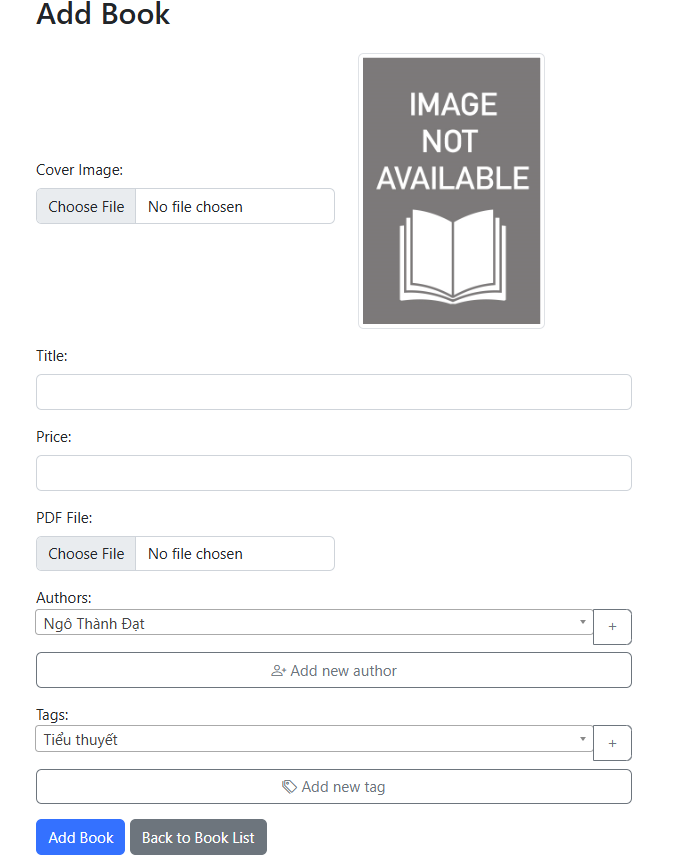 Add Book
IMAGE
NOT
AVAILABLE
Cover Image:
Choose File No file chosen
Title:
Price:
PDF File:
Choose File No file chosen
Authors:
Ngô Thành Đạt +
Add new author
Tags:
Tiểu thuyết +
Add new tag
Add Book Back to Book List